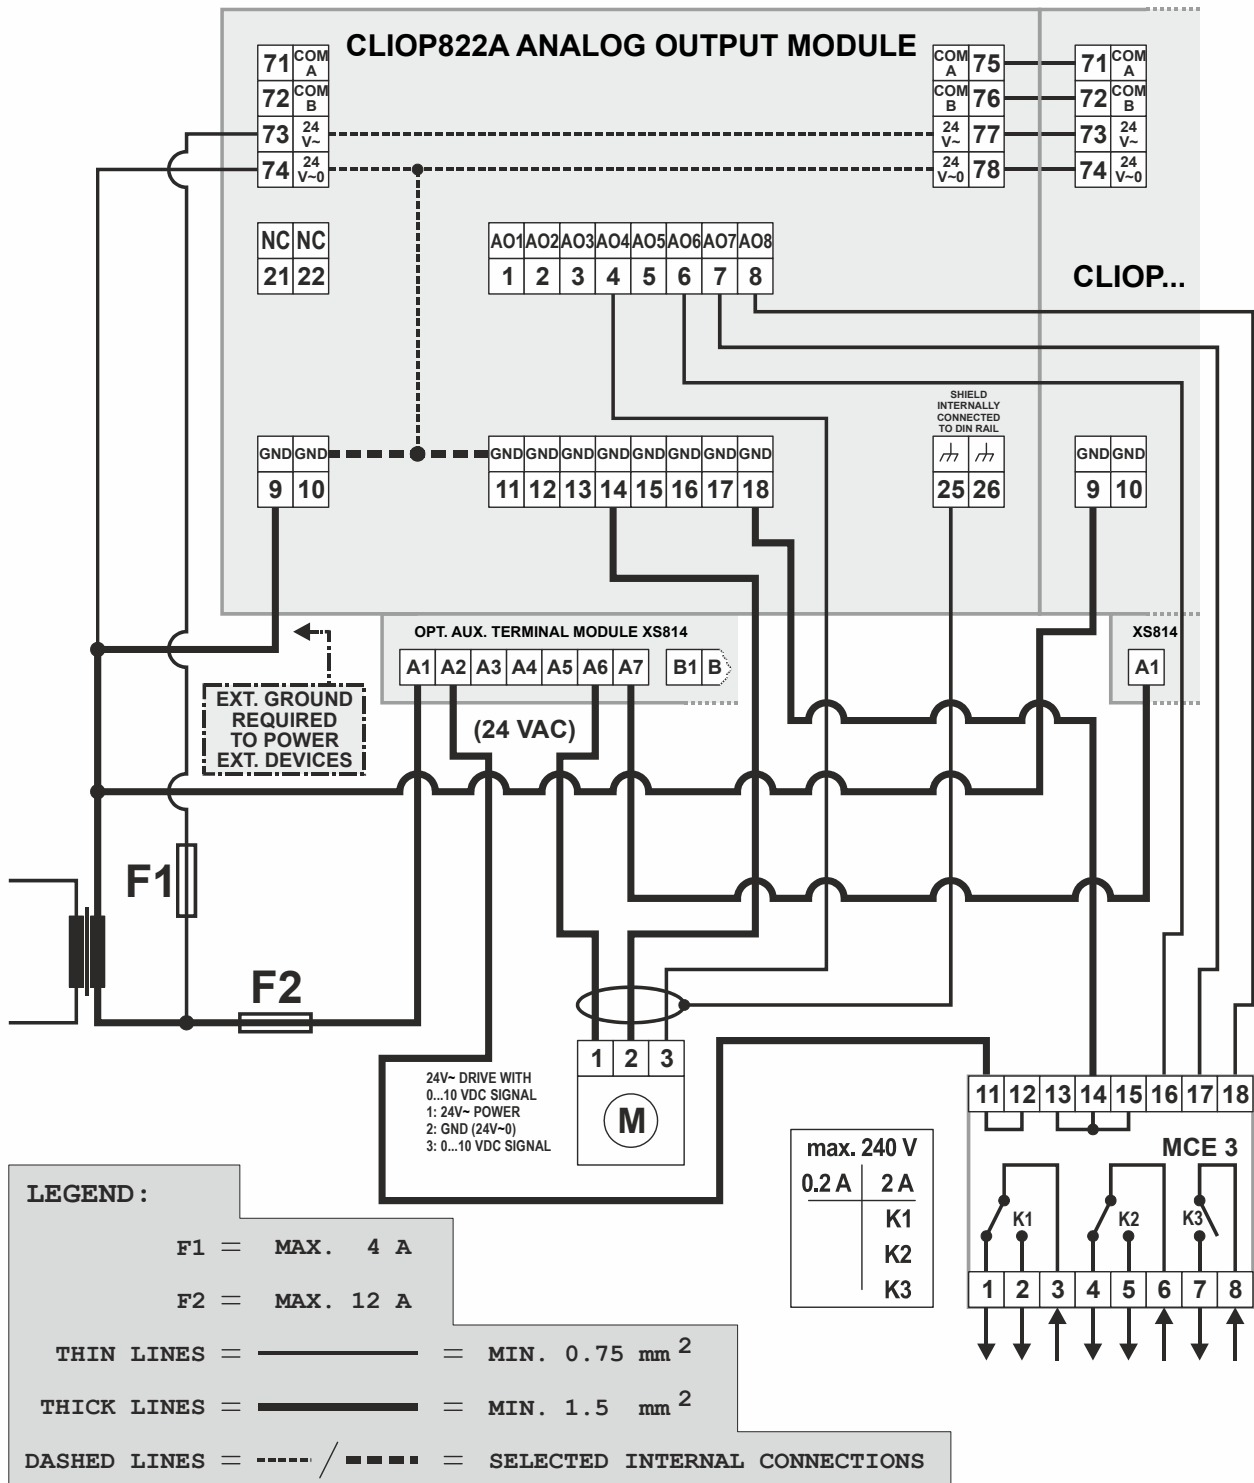 CLIOP822A ANALOG OUTPUT MODULE
71 COM A
72 COM B
73 24 V~
74 24 V~0
COM A 75
COM B 76
24 V~ 77
24 V~0 78
71 COM A
72 COM B
73 24 V~
74 24 V~0
NC NC
21 22
AO1 AO2 AO3 AO4 AO5 AO6 AO7 AO8
1 2 3 4 5 6 7 8
CLIOP...
SHIELD
INTERNALLY
CONNECTED
TO DIN RAIL
GND GND
9 10
GND GND GND GND GND GND GND GND
11 12 13 14 15 16 17 18
25 26
GND GND
9 10
OPT. AUX. TERMINAL MODULE XS814
A1 A2 A3 A4 A5 A6 A7 B1 B
XS814
A1
EXT. GROUND
REQUIRED
TO POWER
EXT. DEVICES
(24 VAC)
F1
F2
1 2 3
M
24V~ DRIVE WITH
0...10 VDC SIGNAL
1: 24V~ POWER
2: GND (24V~0)
3: 0...10 VDC SIGNAL
11 12 13 14 15 16 17 18
MCE 3
K1 K2 K3
1 2 3 4 5 6 7 8
max. 240 V
0.2 A 2 A
K1
K2
K3
LEGEND:
F1 = MAX. 4 A
F2 = MAX. 12 A
THIN LINES = = MIN. 0.75 mm 2
THICK LINES = = MIN. 1.5 mm 2
DASHED LINES = / = SELECTED INTERNAL CONNECTIONS